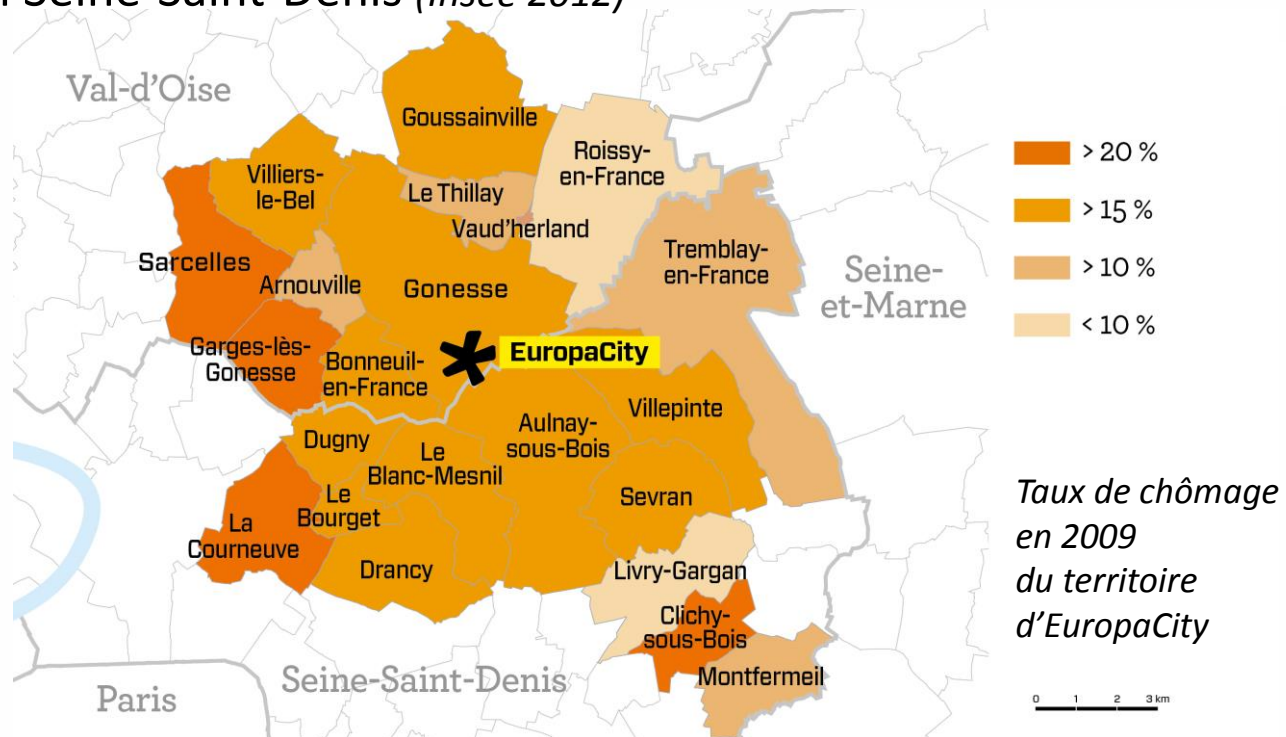 Seine-Saint-Denis (Insee 2012)
Val-d'Oise
Goussainville
Roissy-
en-France
> 20 %
Villiers-
le-Bel
Le Thillay
> 15 %
Vaud'herland
Tremblay-
en-France
Sarcelles
Arnouville
Gonesse
Seine-
et-Marne
> 10 %
< 10 %
Garges-lès-
Gonesse
Bonneuil-
en-France
EuropaCity
Villepinte
Aulnay-
sous-Bois
Dugny
Le
Blanc-Mesnil
Sevran
Le
Bourget
La
Courneuve
Drancy
Livry-Gargan
Clichy-
sous-Bois
Montfermeil
Seine-Saint-Denis
Paris
Taux de chômage
en 2009
du territoire
d'EuropaCity
0 1 2 3 km